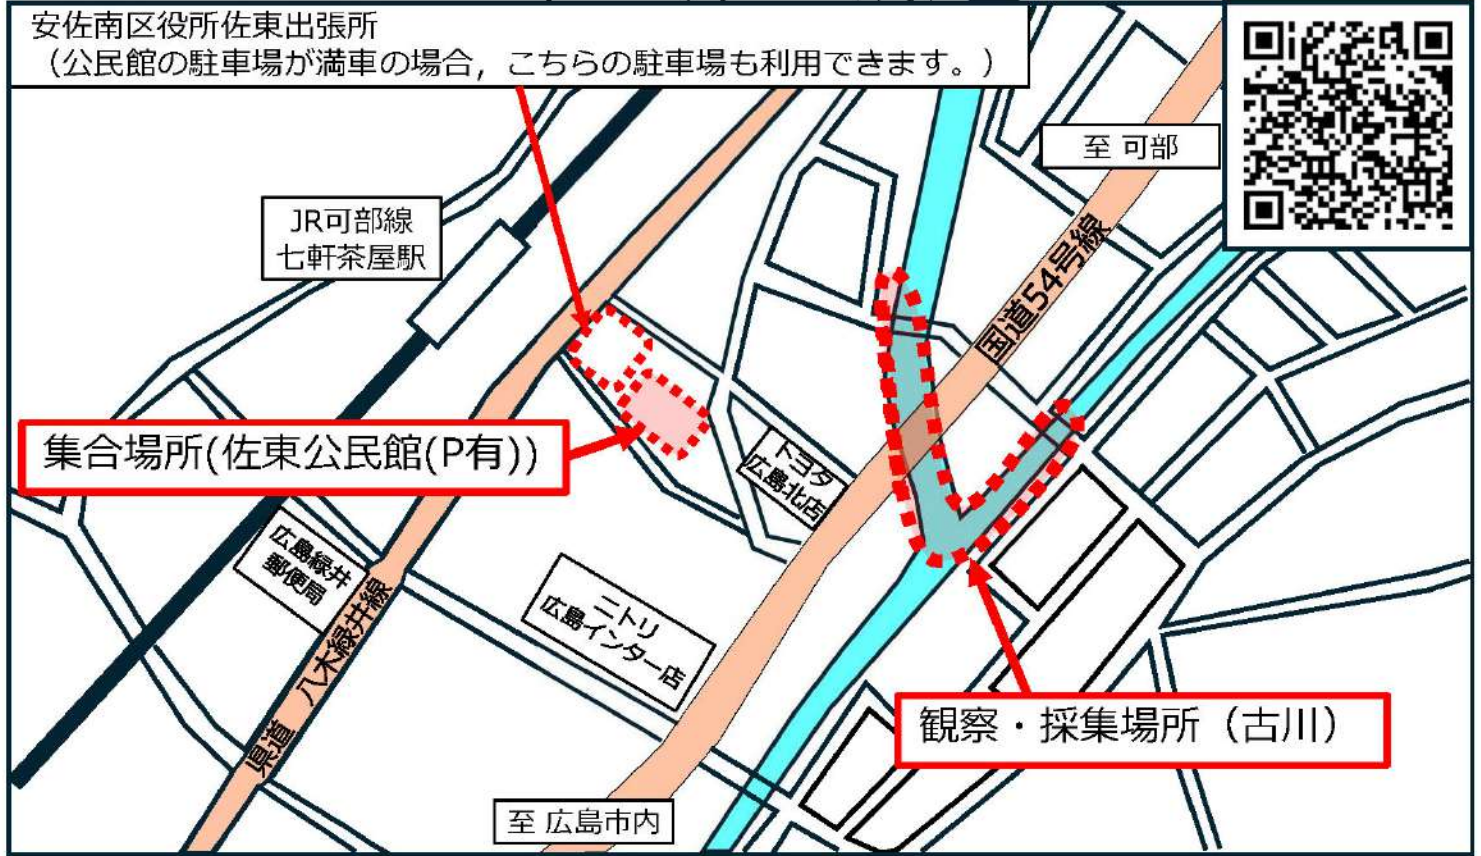 安佐南区役所佐東出張所
（公民館の駐車場が満車の場合，こちらの駐車場も利用できます。）
至 可部
JR可部線
七軒茶屋駅
国道54号線
集合場所(佐東公民館(P有))
トヨタ
広島北店
広島緑井
郵便局
ニトリ
広島インター店
県道 八木緑井線
観察・採集場所（古川）
至 広島市内